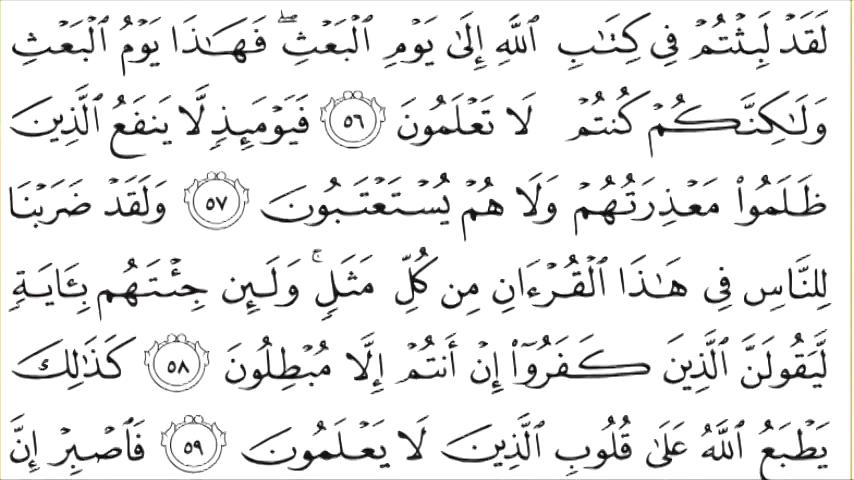 لَقَدْ لَبِثْتُمْ فِي كِتَـٰبِ ٱللَّهِ إِلَىٰ يَوْمِ ٱلْبَعْثِ ۖ فَهَـٰذَا يَوْمُ ٱلْبَعْثِ
وَلَـٰكِنَّكُمْ كُنتُمْ لَا تَعْلَمُونَ ٥٦ فَيَوْمَئِذٍ لَّا يَنفَعُ ٱلَّذِينَ
ظَلَمُوا۟ مَعْذِرَتُهُمْ وَلَا هُمْ يُسْتَعْتَبُونَ ٥٧ وَلَقَدْ ضَرَبْنَا
لِلنَّاسِ فِي هَـٰذَا ٱلْقُرْءَانِ مِن كُلِّ مَثَلٍ ۚ وَلَئِن جِئْتَهُم بِـَٔايَةٍ
لَّيَقُولَنَّ ٱلَّذِينَ كَفَرُوٓا۟ إِنْ أَنتُمْ إِلَّا مُبْطِلُونَ ٥٨ كَذَٰلِكَ
يَطْبَعُ ٱللَّهُ عَلَىٰ قُلُوبِ ٱلَّذِينَ لَا يَعْلَمُونَ ٥٩ فَٱصْبِرْ إِنَّ